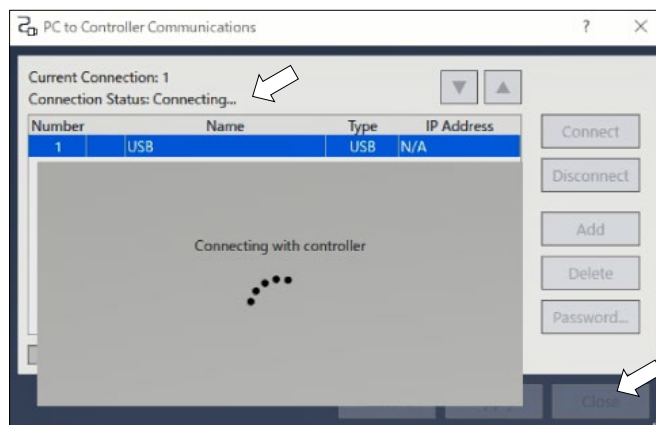 PC to Controller Communications ? X
Current Connection: 1
Connection Status: Connecting...
Number Name Type IP Address
1 USB USB N/A
Connecting with controller
Connect
Disconnect
Add
Delete
Password...
Close